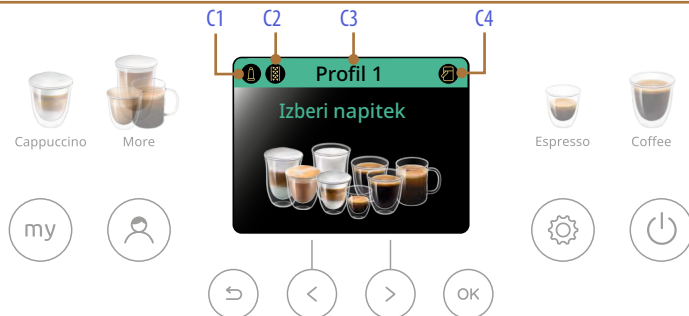 C1 C2 C3 C4
Profil 1
Izberi napitek
Cappuccino More Espresso Coffee
my
OK